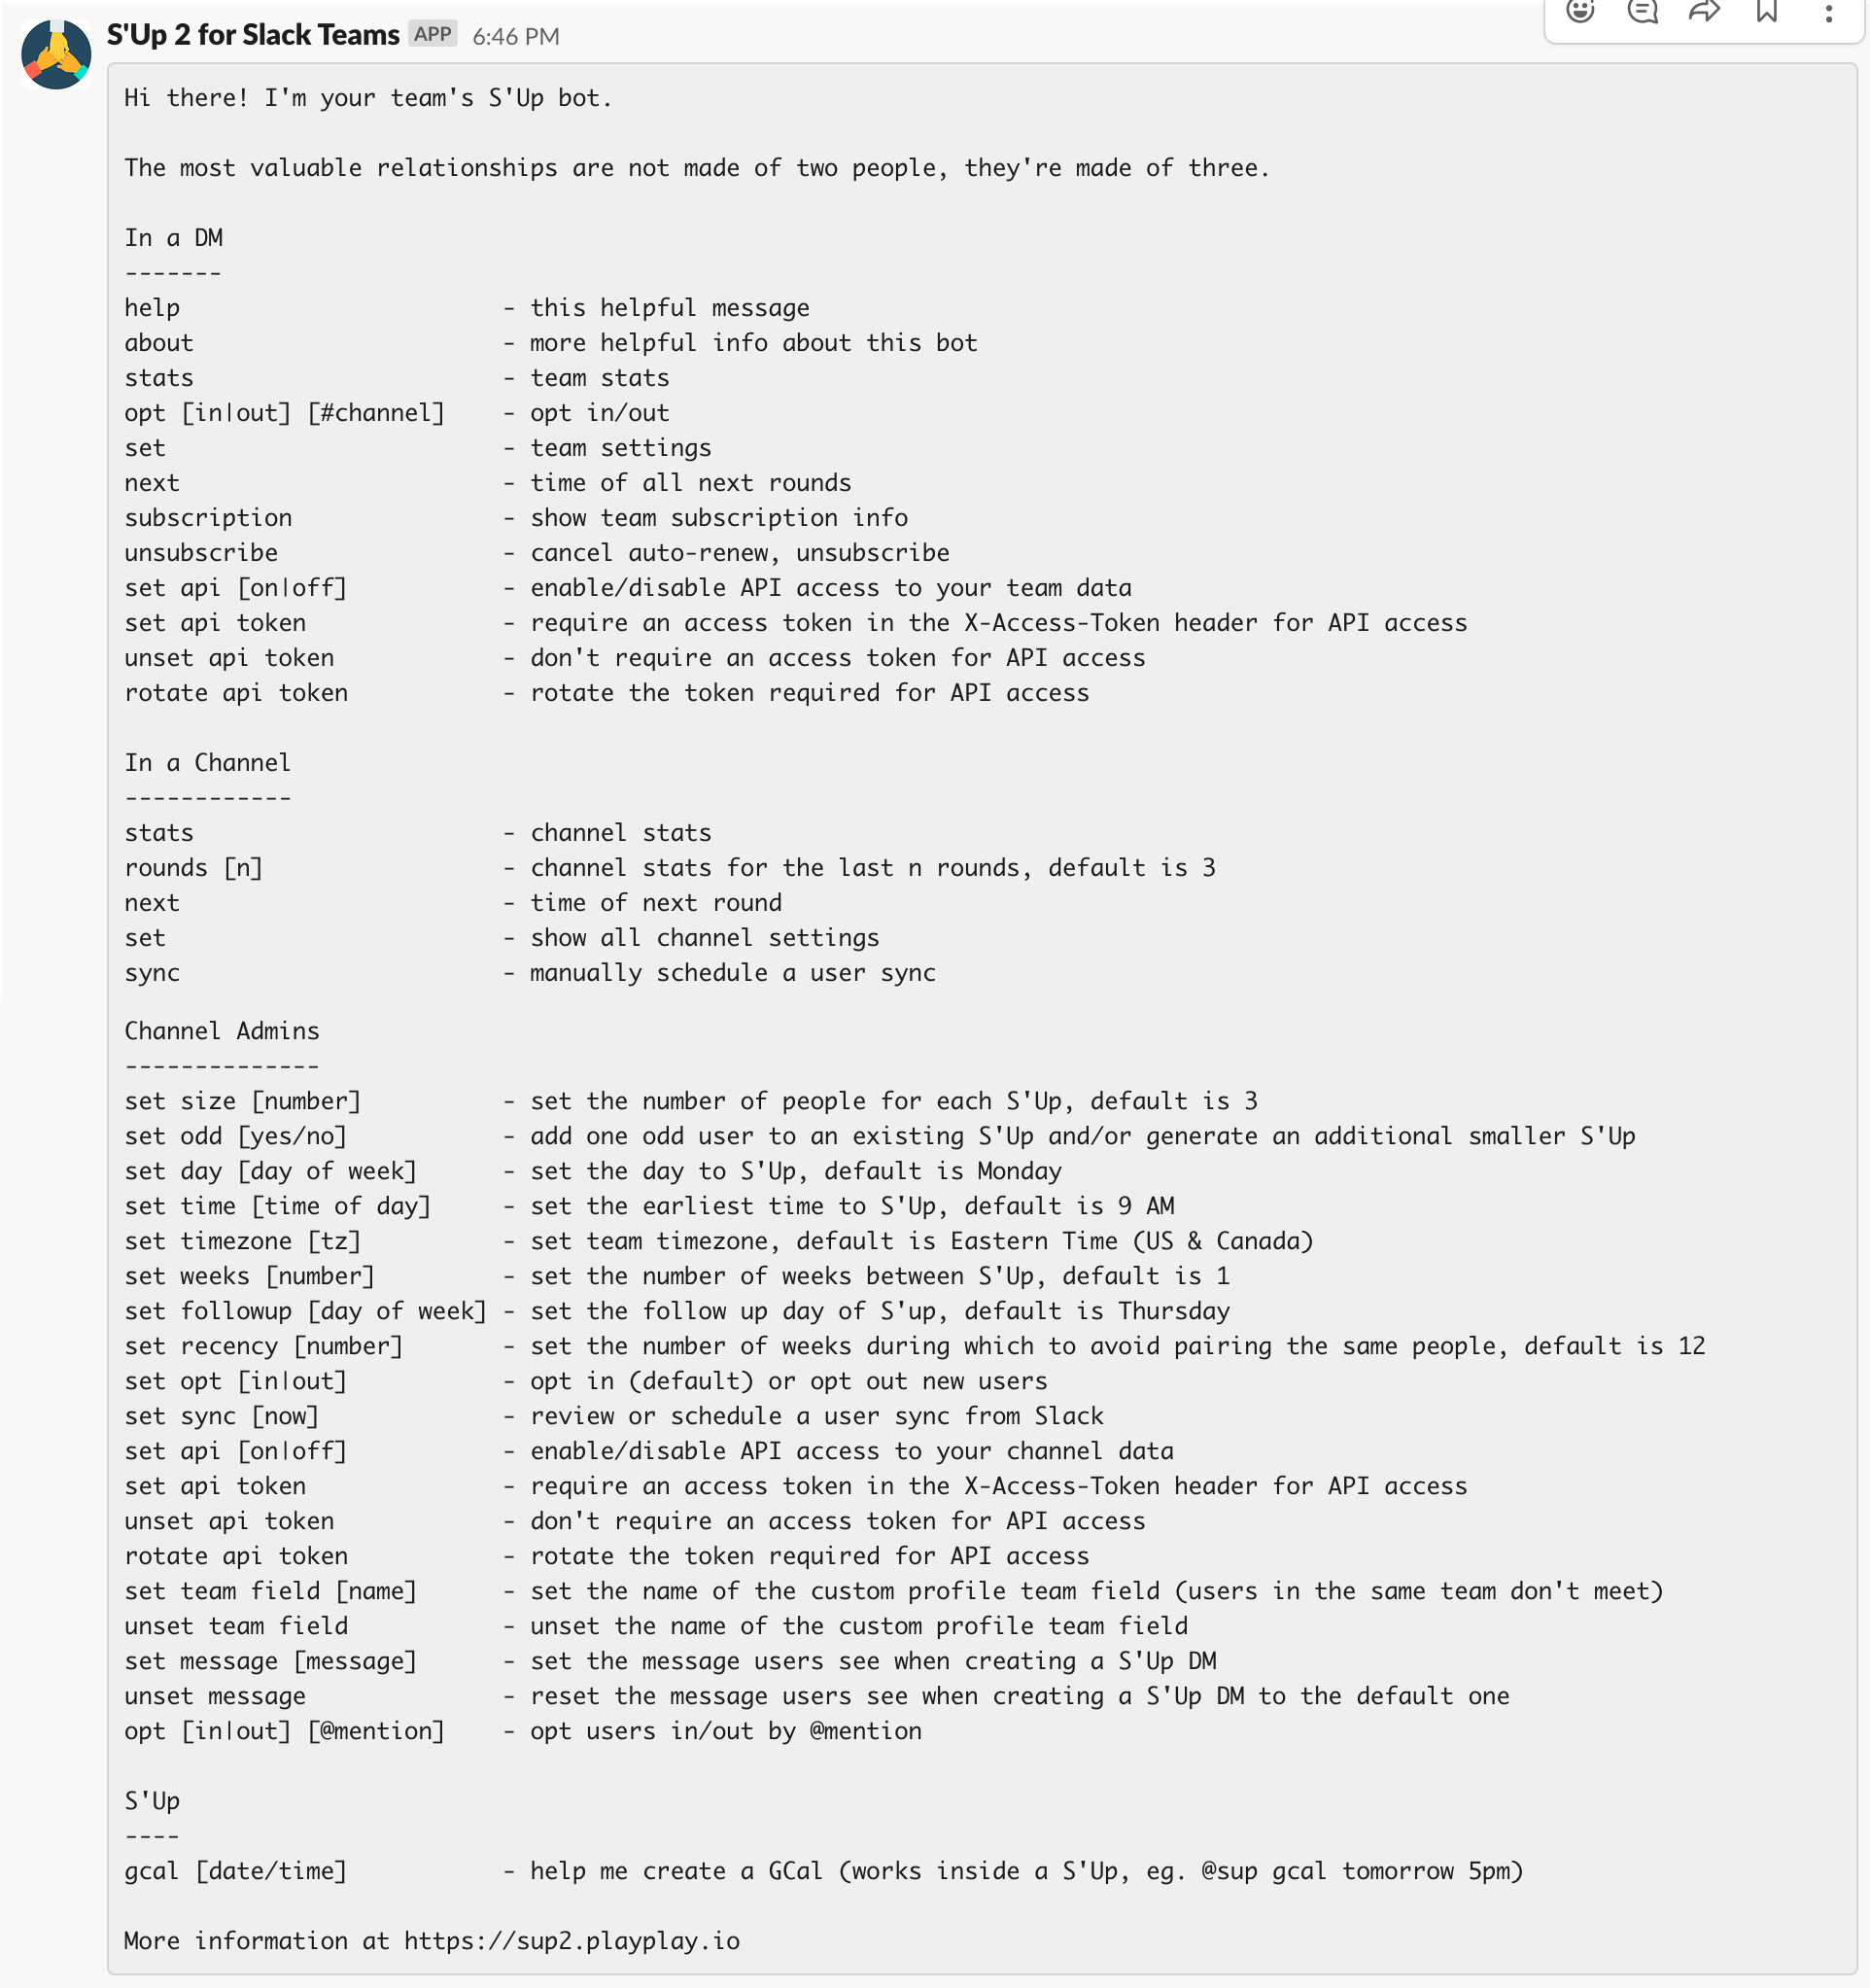 S'Up 2 for Slack Teams APP 6:46 PM
Hi there! I'm your team's S'Up bot.
The most valuable relationships are not made of two people, they're made of three.
In a DM
-------
help - this helpful message
about - more helpful info about this bot
stats - team stats
opt [in|out] [#channel] - opt in/out
set - team settings
next - time of all next rounds
subscription - show team subscription info
unsubscribe - cancel auto-renew, unsubscribe
set api [on|off] - enable/disable API access to your team data
set api token - require an access token in the X-Access-Token header for API access
unset api token - don't require an access token for API access
rotate api token - rotate the token required for API access
In a Channel
------------
stats - channel stats
rounds [n] - channel stats for the last n rounds, default is 3
next - time of next round
set - show all channel settings
sync - manually schedule a user sync
Channel Admins
--------------
set size [number] - set the number of people for each S'Up, default is 3
set odd [yes/no] - add one odd user to an existing S'Up and/or generate an additional smaller S'Up
set day [day of week] - set the day to S'Up, default is Monday
set time [time of day] - set the earliest time to S'Up, default is 9 AM
set timezone [tz] - set team timezone, default is Eastern Time (US & Canada)
set weeks [number] - set the number of weeks between S'Up, default is 1
set followup [day of week] - set the follow up day of S'up, default is Thursday
set recency [number] - set the number of weeks during which to avoid pairing the same people, default is 12
set opt [in|out] - opt in (default) or opt out new users
set sync [now] - review or schedule a user sync from Slack
set api [on|off] - enable/disable API access to your channel data
set api token - require an access token in the X-Access-Token header for API access
unset api token - don't require an access token for API access
rotate api token - rotate the token required for API access
set team field [name] - set the name of the custom profile team field (users in the same team don't meet)
unset team field - unset the name of the custom profile team field
set message [message] - set the message users see when creating a S'Up DM
unset message - reset the message users see when creating a S'Up DM to the default one
opt [in|out] [@mention] - opt users in/out by @mention
S'Up
----
gcal [date/time] - help me create a GCal (works inside a S'Up, eg. @sup gcal tomorrow 5pm)
More information at https://sup2.playplay.io